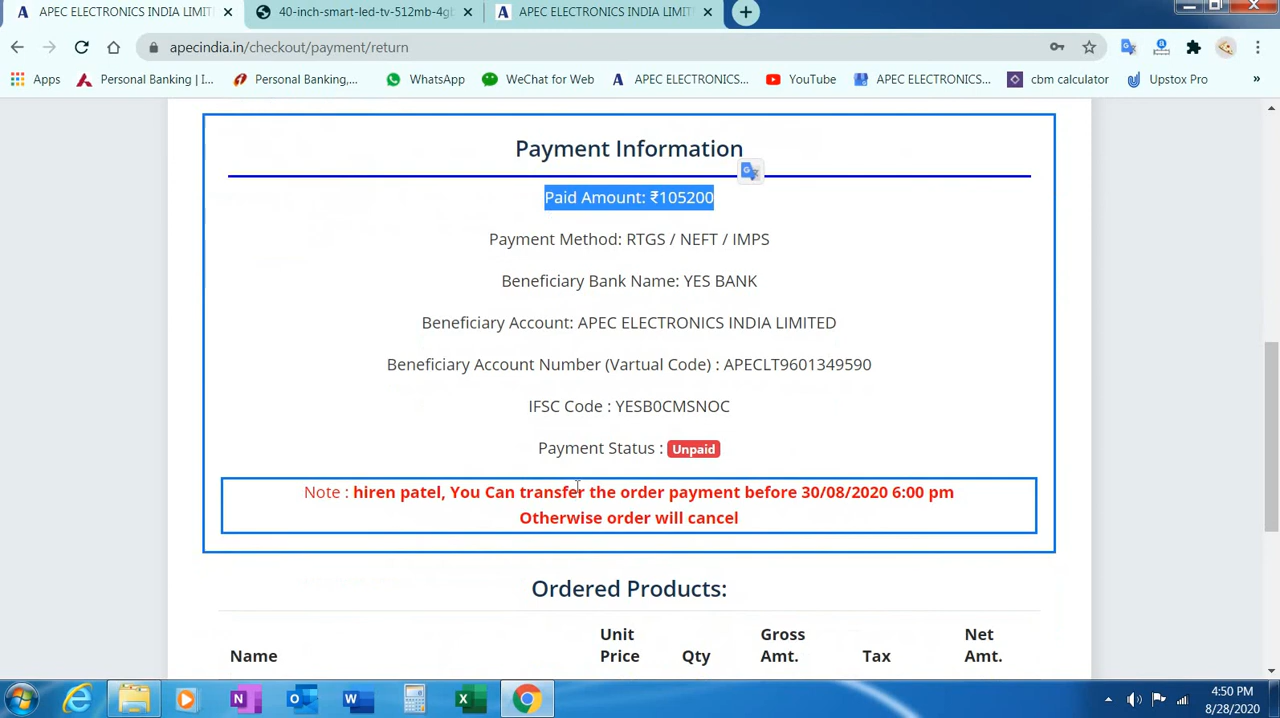 APEC ELECTRONICS INDIA LIMIT
40-inch-smart-led-tv-512mb-4gb
APEC ELECTRONICS INDIA LIMIT
apecindia.in/checkout/payment/return
Apps
Personal Banking | I...
Personal Banking,...
WhatsApp
WeChat for Web
APEC ELECTRONICS...
YouTube
APEC ELECTRONICS...
cbm calculator
Upstox Pro
»
Payment Information
Paid Amount: ₹105200
Payment Method: RTGS / NEFT / IMPS
Beneficiary Bank Name: YES BANK
Beneficiary Account: APEC ELECTRONICS INDIA LIMITED
Beneficiary Account Number (Vartual Code) : APECLT9601349590
IFSC Code : YESB0CMSNOC
Payment Status : Unpaid
Note : hiren patel, You Can transfer the order payment before 30/08/2020 6:00 pm
Otherwise order will cancel
Ordered Products:
Name
Unit Price
Qty
Gross Amt.
Tax
Net Amt.
4:50 PM
8/28/2020